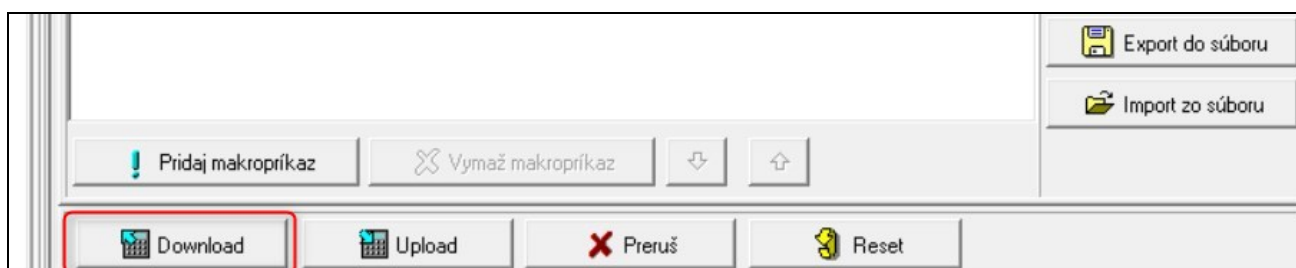 Export do súboru
Import zo súboru
Pridaj makropríkaz Vymaž makropríkaz
Download Upload Preruš Reset